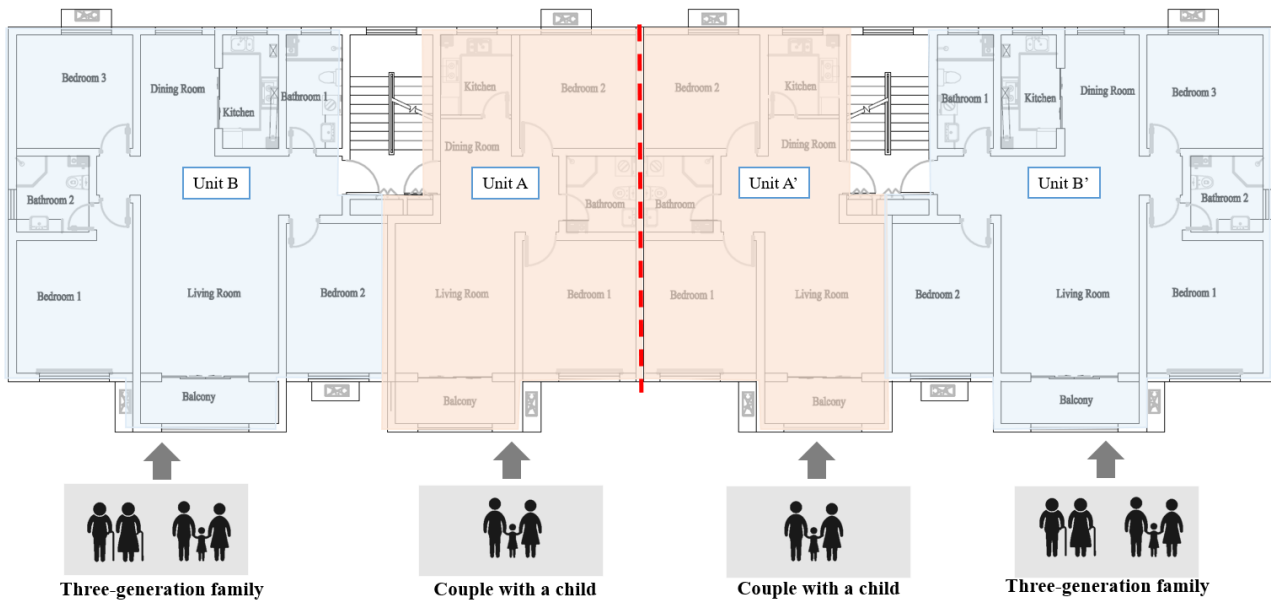 Bedroom 3
Dining Room
Kitchen
Bathroom 1
Kitchen
Bedroom 2
Bedroom 2
Kitchen
Bathroom 1
Kitchen
Dining Room
Bedroom 3
Dining Room
Dining Room
Unit B
Unit A
Unit A’
Unit B’
Bathroom 2
Bathroom
Bathroom
Bathroom 2
Bedroom 1
Living Room
Bedroom 2
Living Room
Bedroom 1
Bedroom 1
Living Room
Bedroom 2
Living Room
Bedroom 1
Balcony
Balcony
Balcony
Balcony
Three-generation family
Couple with a child
Couple with a child
Three-generation family